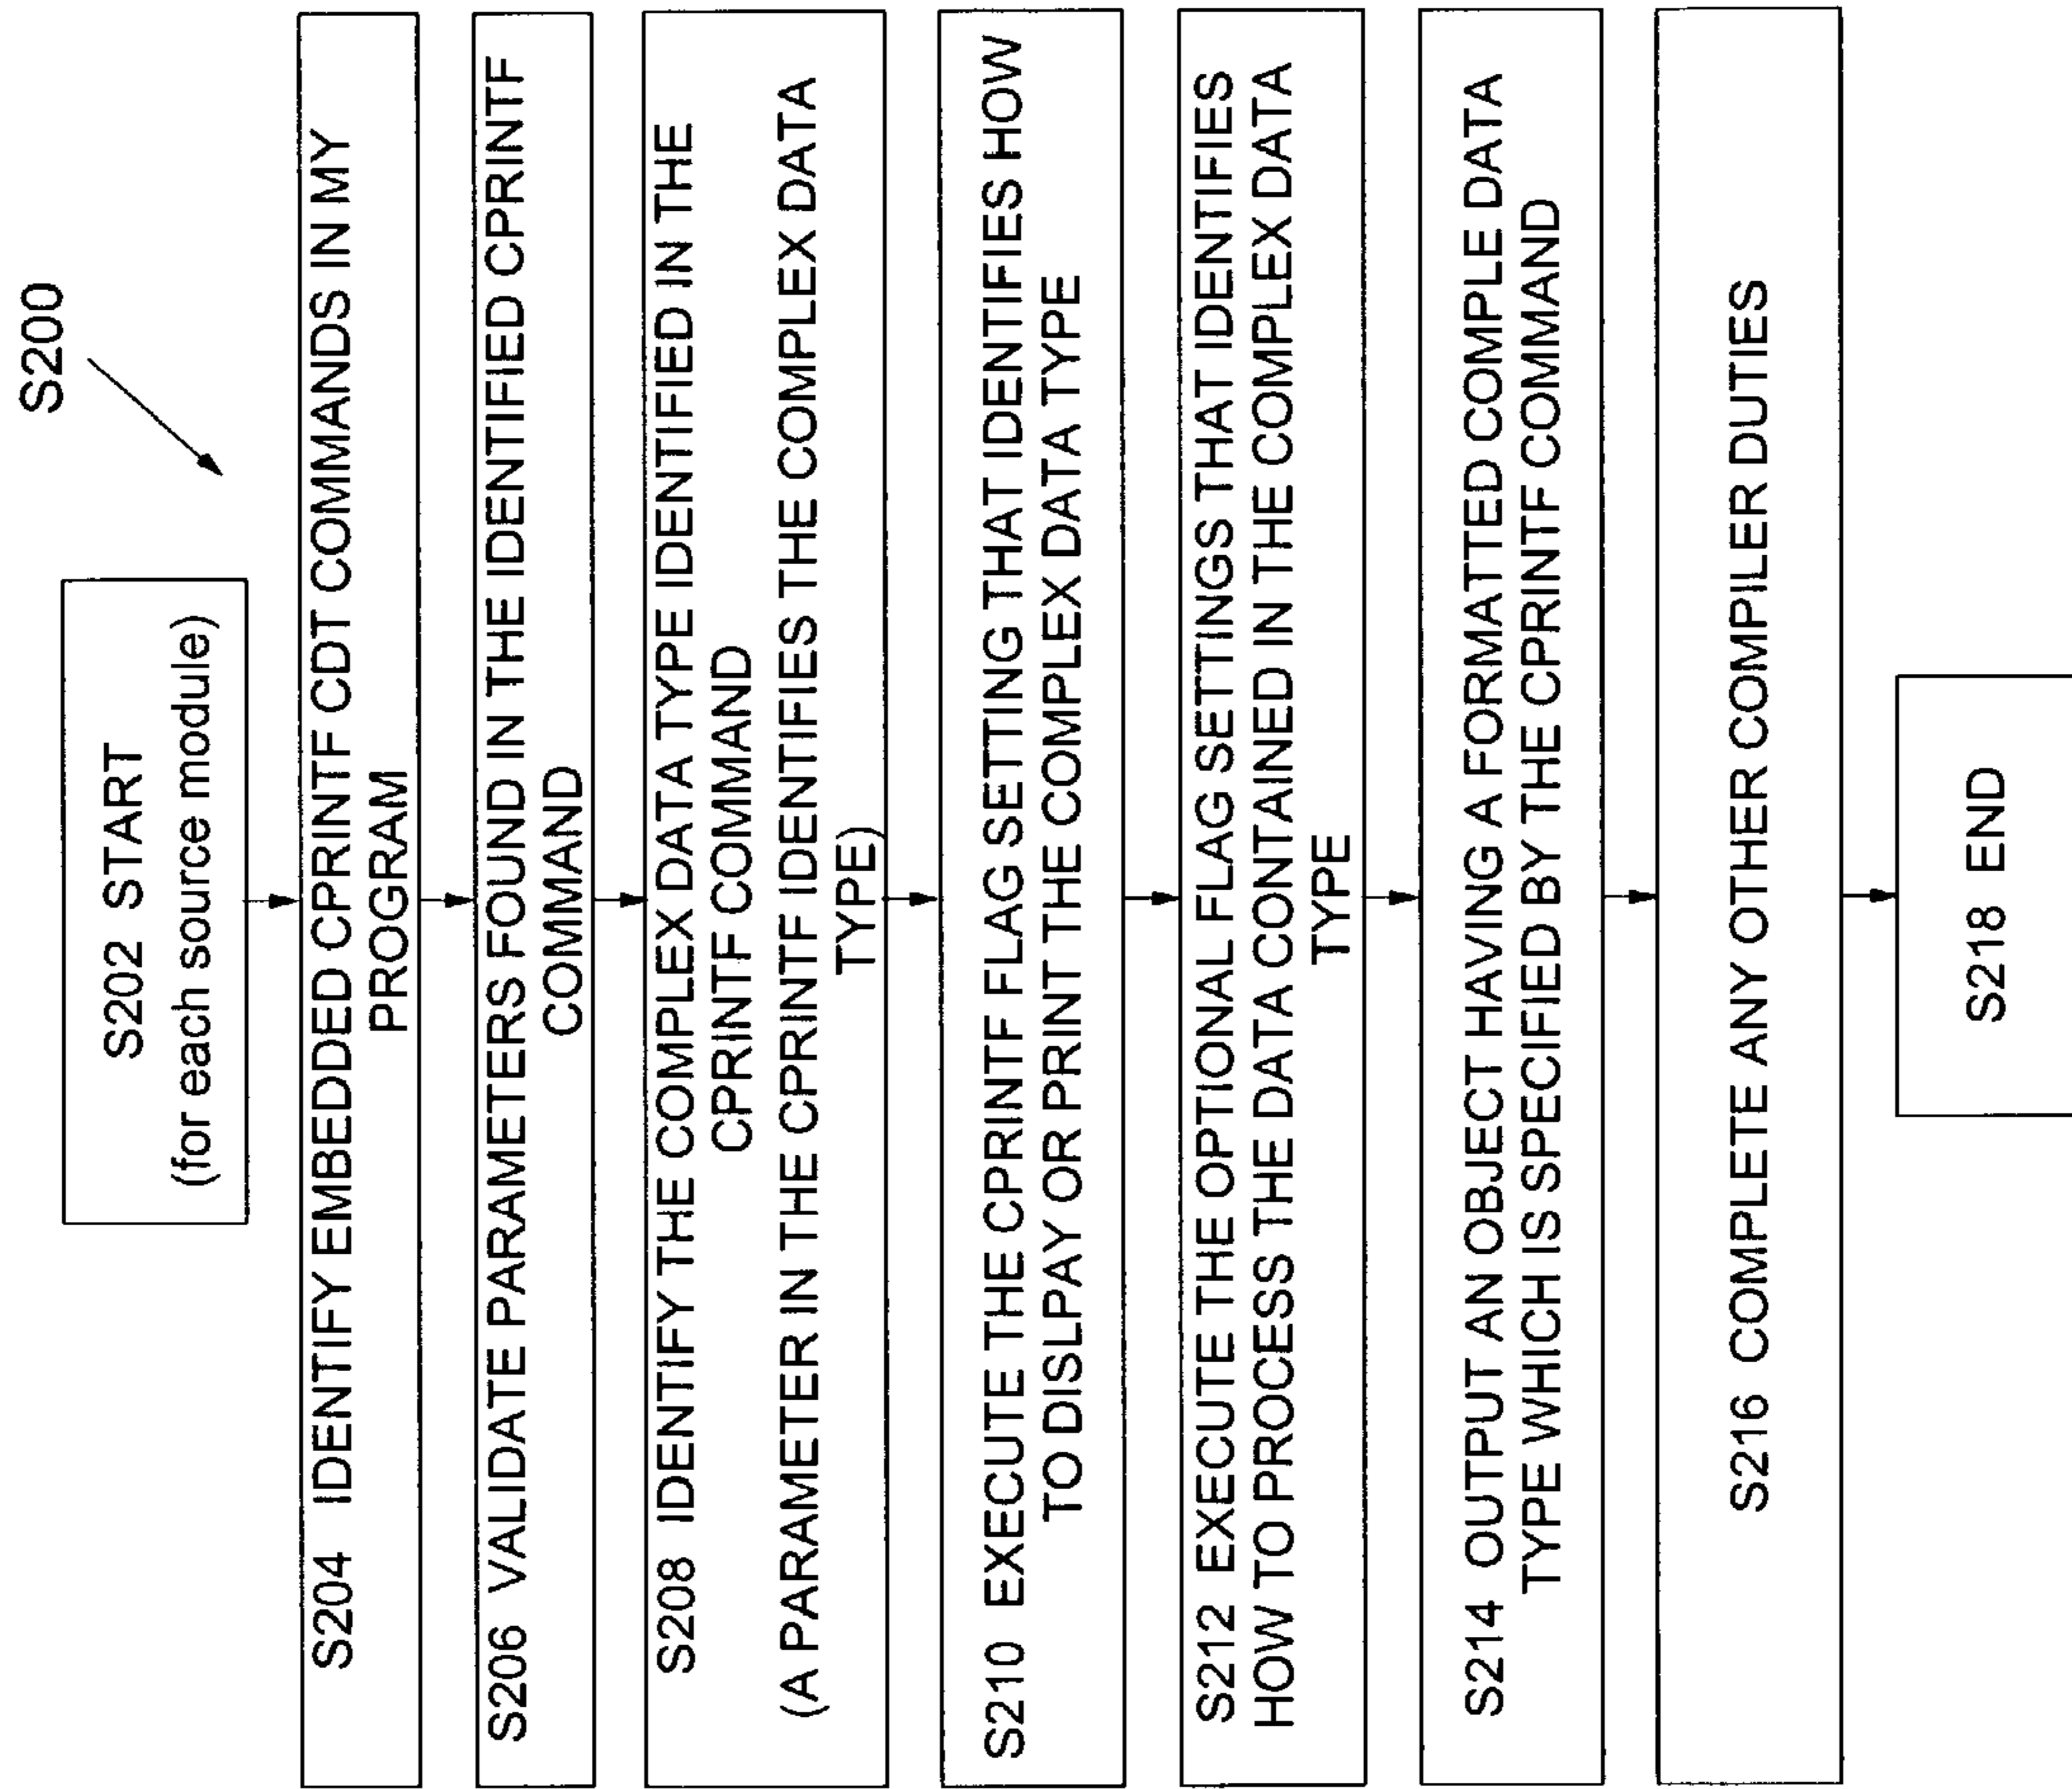 S200
S202 START
(for each source module)
S204 IDENTIFY EMBEDDED CPRINTF CDT COMMANDS IN MY
PROGRAM
S206 VALIDATE PARAMETERS FOUND IN THE IDENTIFIED CPRINTF
COMMAND
S208 IDENTIFY THE COMPLEX DATA TYPE IDENTIFIED IN THE
CPRINTF COMMAND
(A PARAMETER IN THE CPRINTF IDENTIFIES THE COMPLEX DATA
TYPE)
S210 EXECUTE THE CPRINTF FLAG SETTING THAT IDENTIFIES HOW
TO DISLPAY OR PRINT THE COMPLEX DATA TYPE
S212 EXECUTE THE OPTIONAL FLAG SETTINGS THAT IDENTIFIES
HOW TO PROCESS THE DATA CONTAINED IN THE COMPLEX DATA
TYPE
S214 OUTPUT AN OBJECT HAVING A FORMATTED COMPLE DATA
TYPE WHICH IS SPECIFIED BY THE CPRINTF COMMAND
S216 COMPLETE ANY OTHER COMPILER DUTIES
S218 END